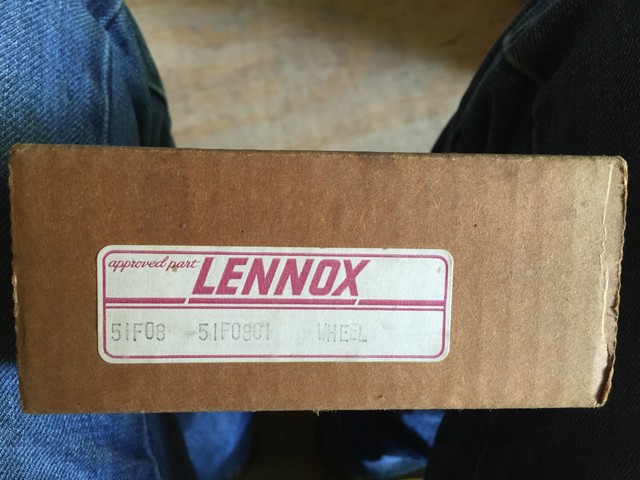 approved part LENNOX
51F08 51F0801 WHEEL